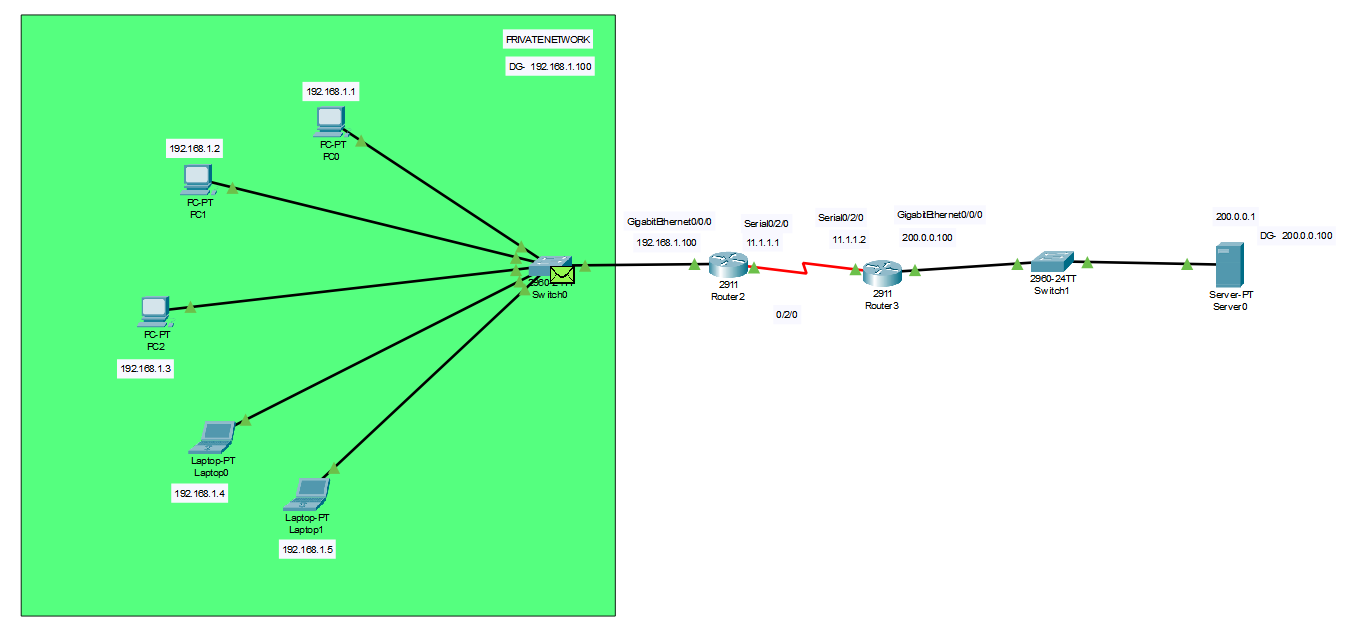 PRIVATE NETWORK
DG- 192.168.1.100
192.168.1.1
PC-PT
PC0
192.168.1.2
PC-PT
PC1
PC-PT
PC2
192.168.1.3
Laptop-PT
Laptop0
192.168.1.4
Laptop-PT
Laptop1
192.168.1.5
2960-24TT
Switch0
GigabitEthernet0/0/0
192.168.1.100
2911
Router2
Serial0/2/0
11.1.1.1
0/2/0
Serial0/2/0
11.1.1.2
GigabitEthernet0/0/0
200.0.0.100
2911
Router3
2960-24TT
Switch1
200.0.0.1
DG- 200.0.0.100
Server-PT
Server0